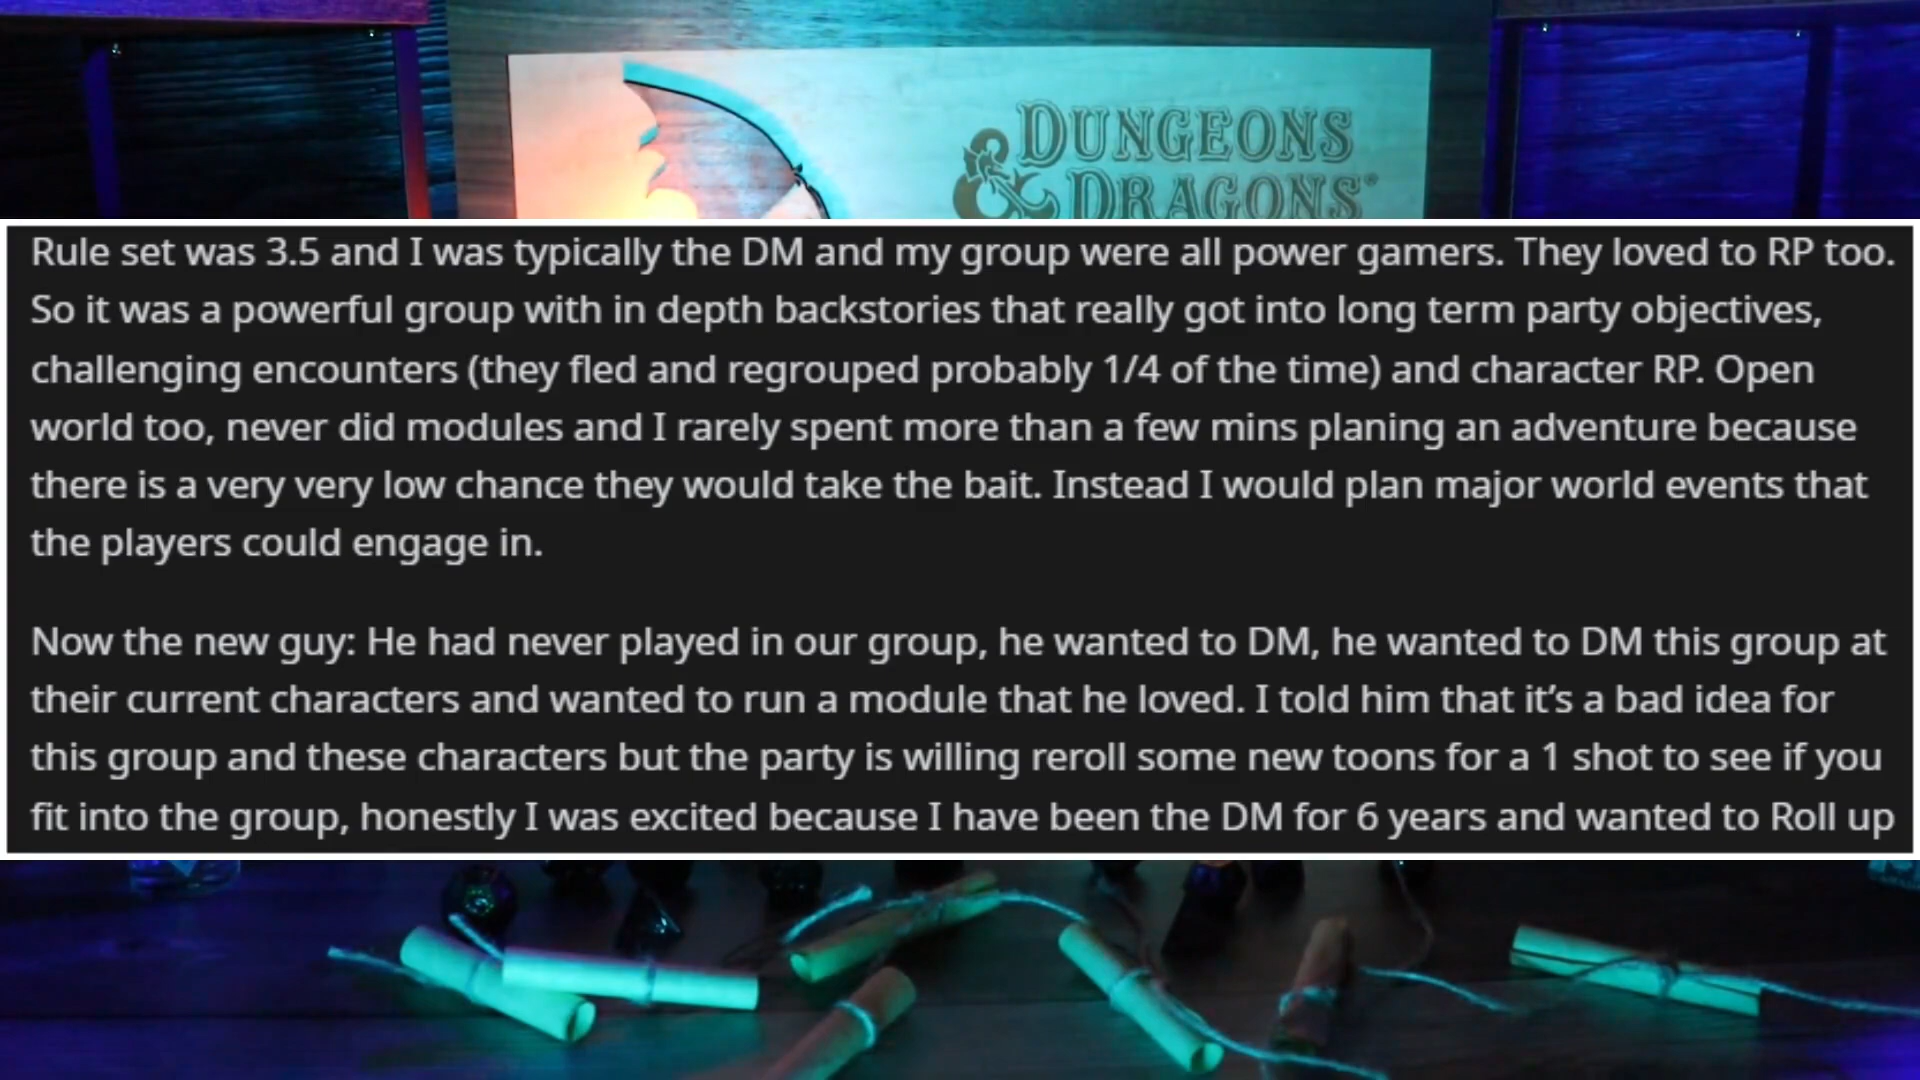 DUNGEONS
& DRAGONS®
Rule set was 3.5 and I was typically the DM and my group were all power gamers. They loved to RP too.
So it was a powerful group with in depth backstories that really got into long term party objectives,
challenging encounters (they fled and regrouped probably 1/4 of the time) and character RP. Open
world too, never did modules and I rarely spent more than a few mins planing an adventure because
there is a very very low chance they would take the bait. Instead I would plan major world events that
the players could engage in.
Now the new guy: He had never played in our group, he wanted to DM, he wanted to DM this group at
their current characters and wanted to run a module that he loved. I told him that it’s a bad idea for
this group and these characters but the party is willing reroll some new toons for a 1 shot to see if you
fit into the group, honestly I was excited because I have been the DM for 6 years and wanted to Roll up